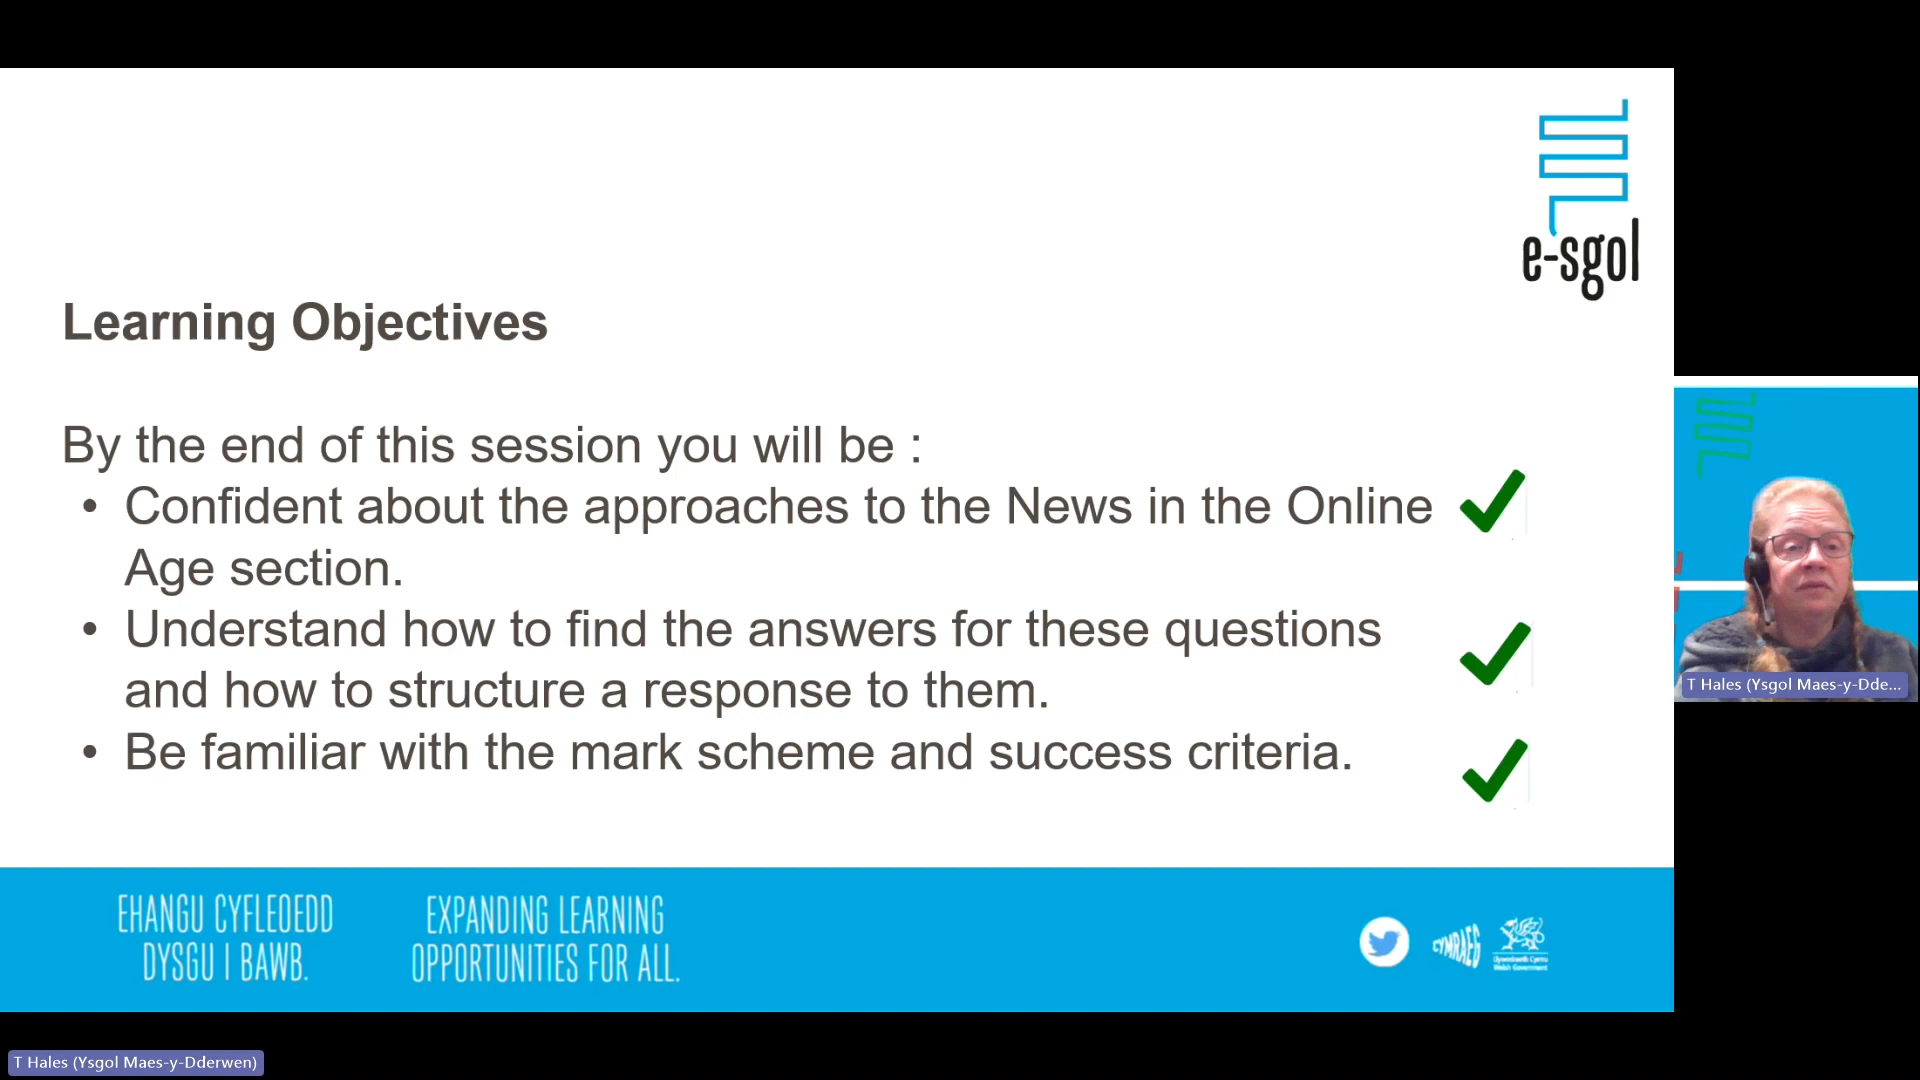 e-sgol
Learning Objectives
By the end of this session you will be :
• Confident about the approaches to the News in the Online
Age section.
• Understand how to find the answers for these questions
and how to structure a response to them.
• Be familiar with the mark scheme and success criteria.
T Hales (Ysgol Maes-y-Dde...
EHANGU CYFLEOEDD
DYSGU I BAWB.
EXPANDING LEARNING
OPPORTUNITIES FOR ALL.
CYMRAEG
Llywodraeth Cymru
Welsh Government
T Hales (Ysgol Maes-y-Dderwen)